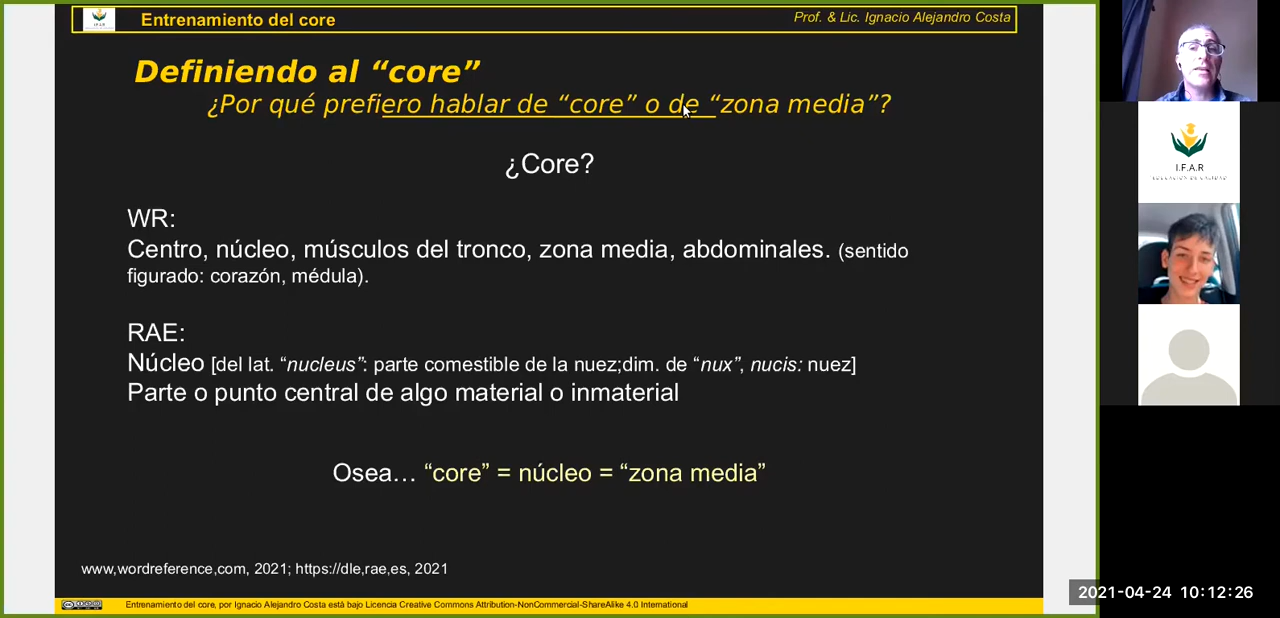 Entrenamiento del core
Prof. & Lic. Ignacio Alejandro Costa
Definiendo al “core”
¿Por qué prefiero hablar de “core” o de “zona media”?
¿Core?
WR:
Centro, núcleo, músculos del tronco, zona media, abdominales. (sentido
figurado: corazón, médula).
RAE:
Núcleo [del lat. “nucleus”: parte comestible de la nuez;dim. de “nux”, nucis: nuez]
Parte o punto central de algo material o inmaterial
Osea… “core” = núcleo = “zona media”
www,wordreference,com, 2021; https://dle,rae,es, 2021
Entrenamiento del core, por Ignacio Alejandro Costa está bajo Licencia Creative Commons Attribution-NonCommercial-ShareAlike 4.0 International
I.F.A.R
2021-04-24 10:12:26